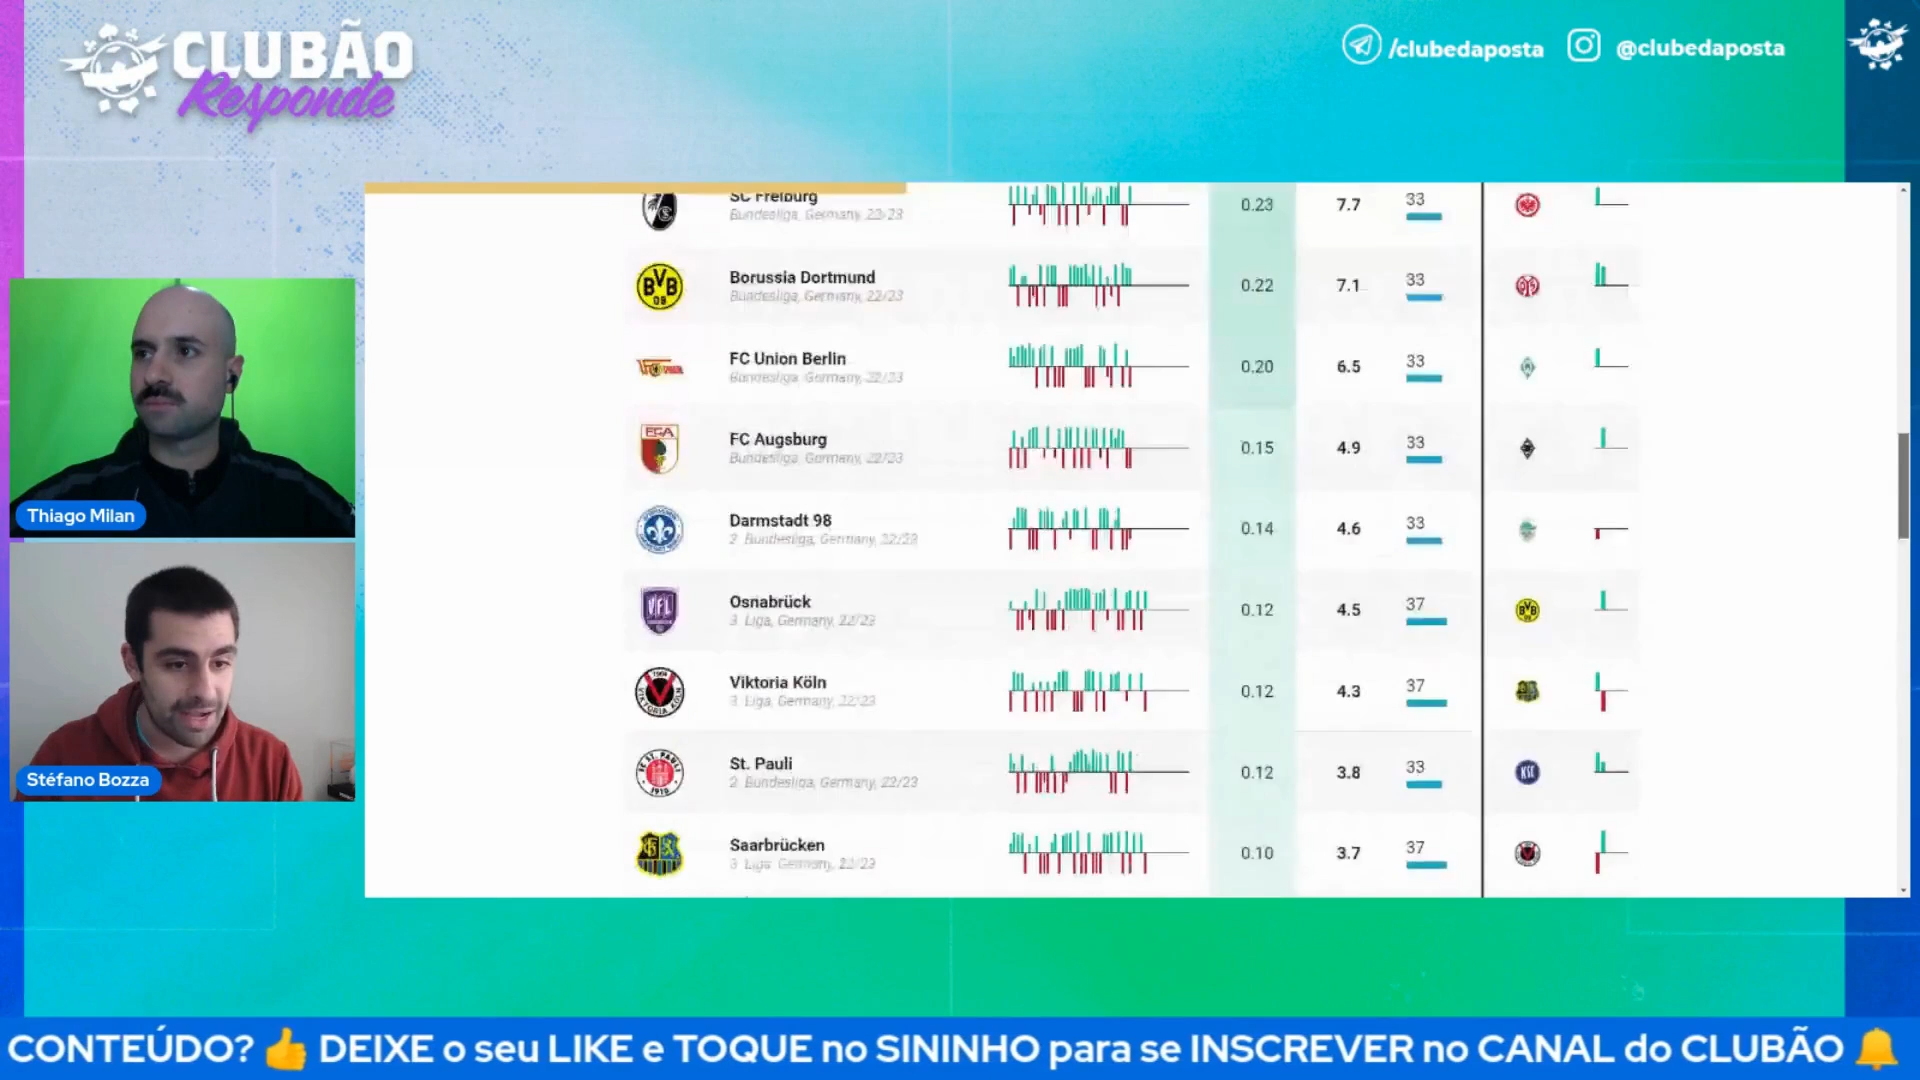 CLUBÃO
Responde
/clubedaposta
@clubedaposta
SC Freiburg
Bundesliga, Germany, 22/23
0.23 7.7 33
Borussia Dortmund
Bundesliga, Germany, 22/23
0.22 7.1 33
FC Union Berlin
Bundesliga, Germany, 22/23
0.20 6.5 33
FC Augsburg
Bundesliga, Germany, 22/23
0.15 4.9 33
Darmstadt 98
2. Bundesliga, Germany, 22/23
0.14 4.6 33
Osnabrück
3. Liga, Germany, 22/23
0.12 4.5 37
Viktoria Köln
3. Liga, Germany, 22/23
0.12 4.3 37
St. Pauli
2. Bundesliga, Germany, 22/23
0.12 3.8 33
Saarbrücken
3. Liga, Germany, 22/23
0.10 3.7 37
Thiago Milan
Stéfano Bozza
CONTEÚDO? 👍 DEIXE o seu LIKE e TOQUE no SININHO para se INSCREVER no CANAL do CLUBÃO 🔔